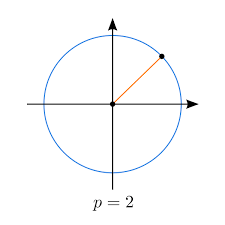 p = 2